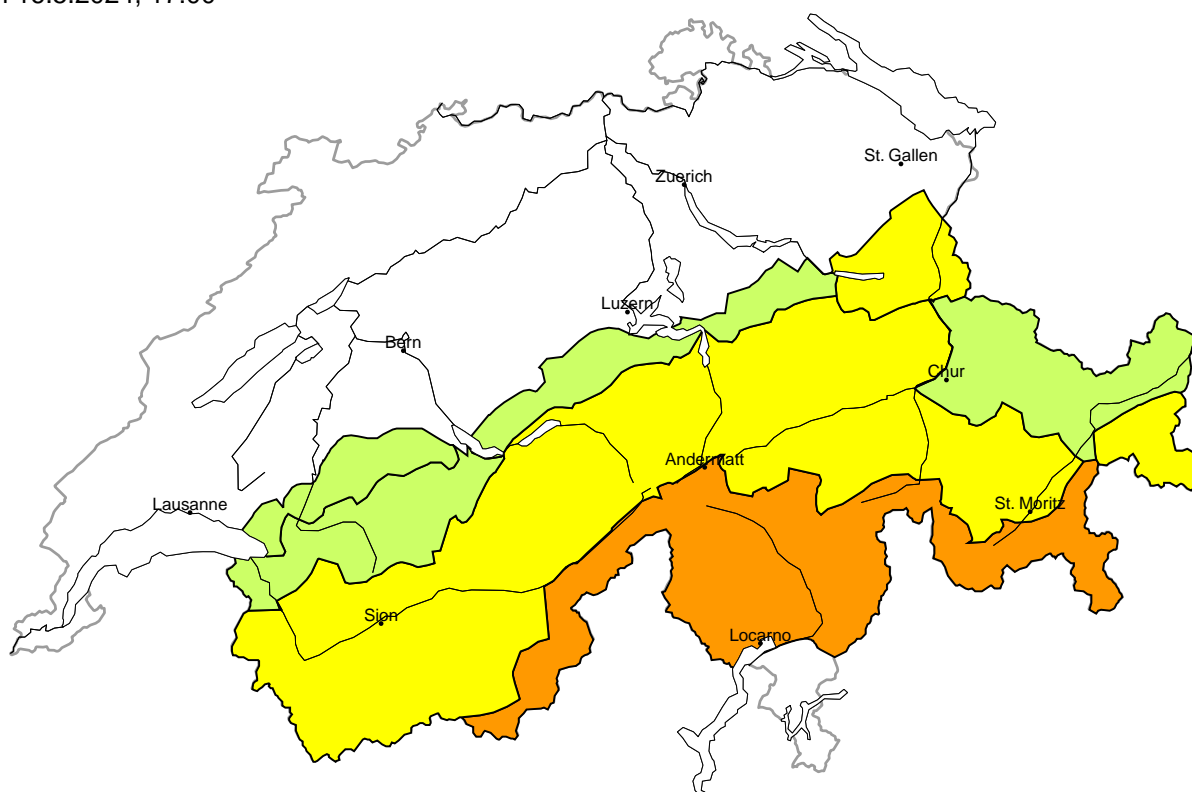 St. Gallen
Zuerich
Luzern
Bern
Chur
Andermatt
Lausanne
St. Moritz
Sion
Locarno